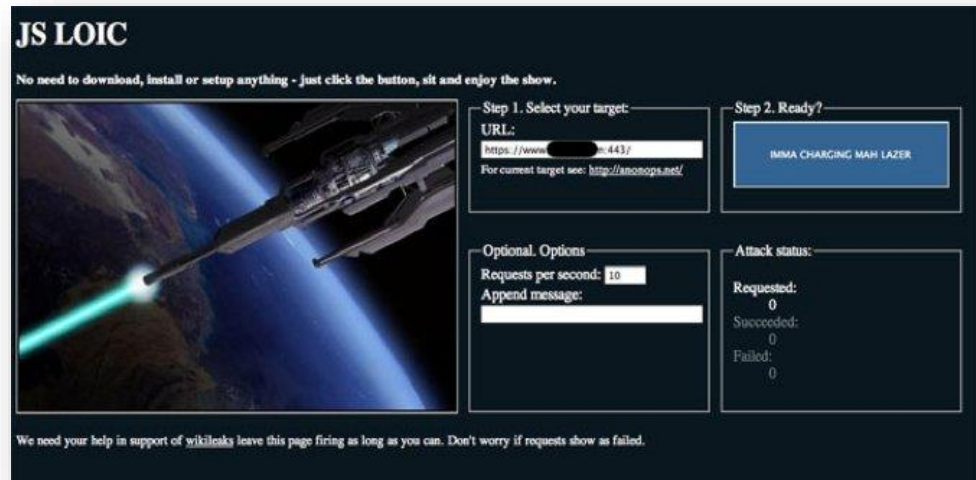 JS LOIC
No need to download, install or setup anything - just click the button, sit and enjoy the show.
Step 1. Select your target:
URL:
https://www n:443/
For current target see: http://anonops.net/
Step 2. Ready?
IMMA CHARGING MAH LAZER
Optional. Options
Requests per second: 10
Append message:
Attack status:
Requested:
0
Succeeded:
0
Failed:
0
We need your help in support of wikileaks leave this page firing as long as you can. Don't worry if requests show as failed.